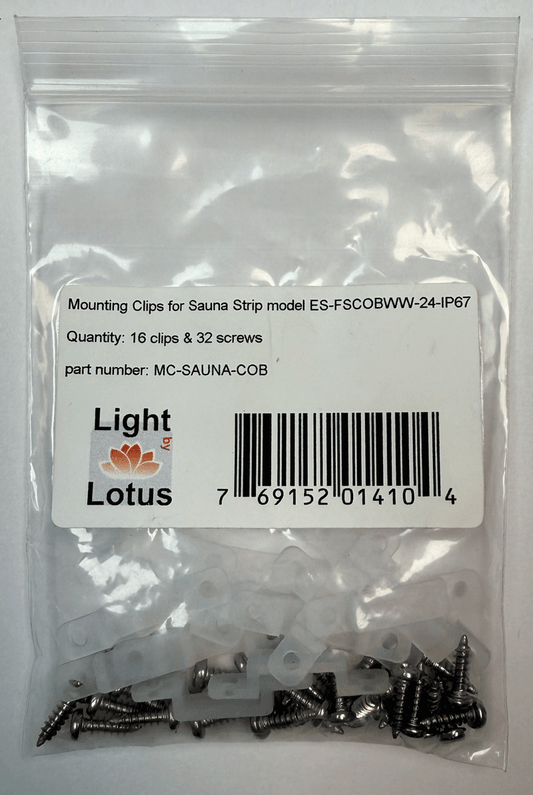 Mounting Clips for Sauna Strip model ES-FSCOBWW-24-IP67
Quantity: 16 clips & 32 screws
part number: MC-SAUNA-COB
Light
by
Lotus
7 69152 01410 4